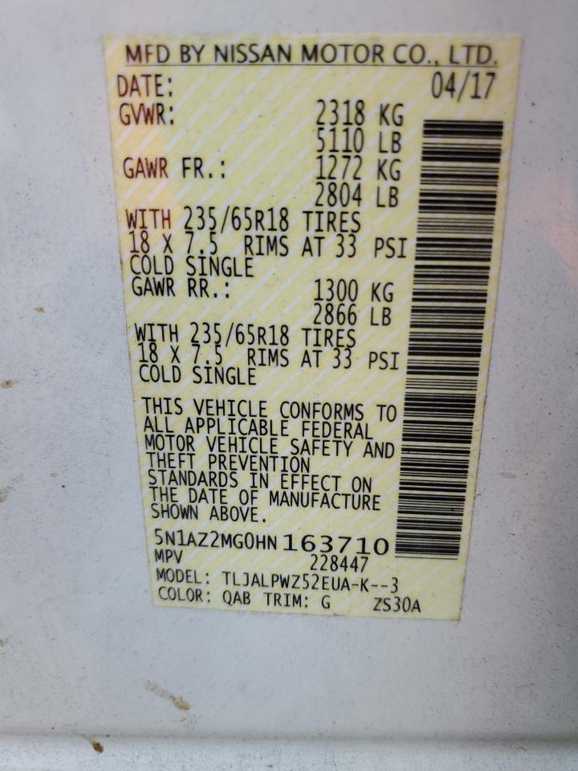 MFD BY NISSAN MOTOR CO., LTD.
DATE: 04/17
GVWR: 2318 KG
5110 LB
GAWR FR.: 1272 KG
2804 LB
WITH 235/65R18 TIRES
18 X 7.5 RIMS AT 33 PSI
COLD SINGLE
GAWR RR.: 1300 KG
2866 LB
WITH 235/65R18 TIRES
18 X 7.5 RIMS AT 33 PSI
COLD SINGLE
THIS VEHICLE CONFORMS TO
ALL APPLICABLE FEDERAL
MOTOR VEHICLE SAFETY AND
THEFT PREVENTION
STANDARDS IN EFFECT ON
THE DATE OF MANUFACTURE
SHOWN ABOVE.
5N1AZ2MG0HN163710
MPV 228447
MODEL: TLJALPWZ52EUA-K--3
COLOR: QAB TRIM: G ZS30A